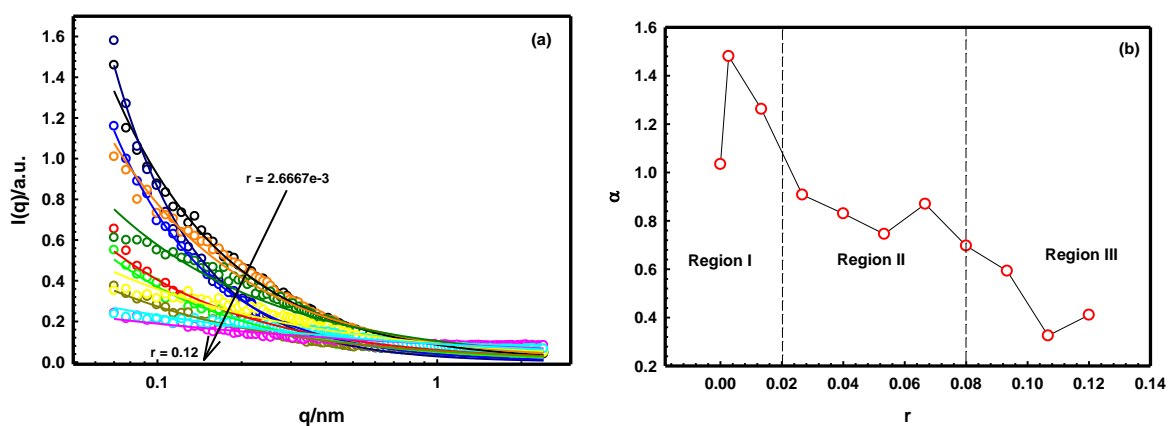 (a)
I(q)/a.u.
1.6
1.4
1.2
1.0
0.8
0.6
0.4
0.2
0.0
r = 2.6667e-3
r = 0.12
0.1
1
q/nm
(b)
α
1.6
1.4
1.2
1.0
0.8
0.6
0.4
0.2
Region I
Region II
Region III
0.00 0.02 0.04 0.06 0.08 0.10 0.12 0.14
r